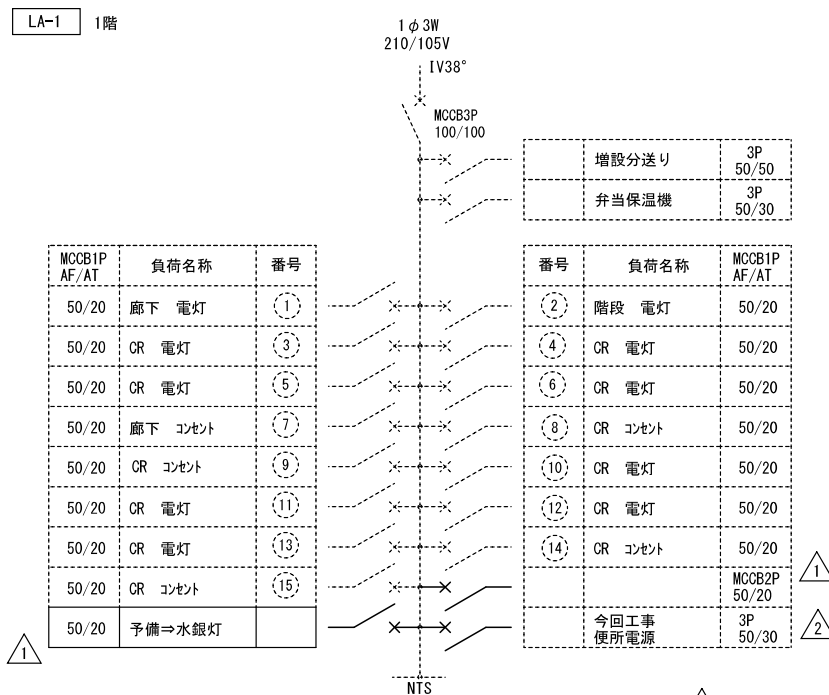 LA-1 1階
1φ3W
210/105V
IV38°
MCCB3P
100/100
増設分送り 3P
50/50
弁当保温機 3P
50/30
MCCB1P
AF/AT 負荷名称 番号
50/20 廊下 電灯 1
50/20 CR 電灯 3
50/20 CR 電灯 5
50/20 廊下 コンセント 7
50/20 CR コンセント 9
50/20 CR 電灯 11
50/20 CR 電灯 13
50/20 CR コンセント 15
50/20 予備⇒水銀灯
1
番号 負荷名称 MCCB1P
AF/AT
2 階段 電灯 50/20
4 CR 電灯 50/20
6 CR 電灯 50/20
8 CR コンセント 50/20
10 CR 電灯 50/20
12 CR 電灯 50/20
14 CR コンセント 50/20
MCCB2P
50/20
1
今回工事
便所電源
3P
50/30
2
NTS